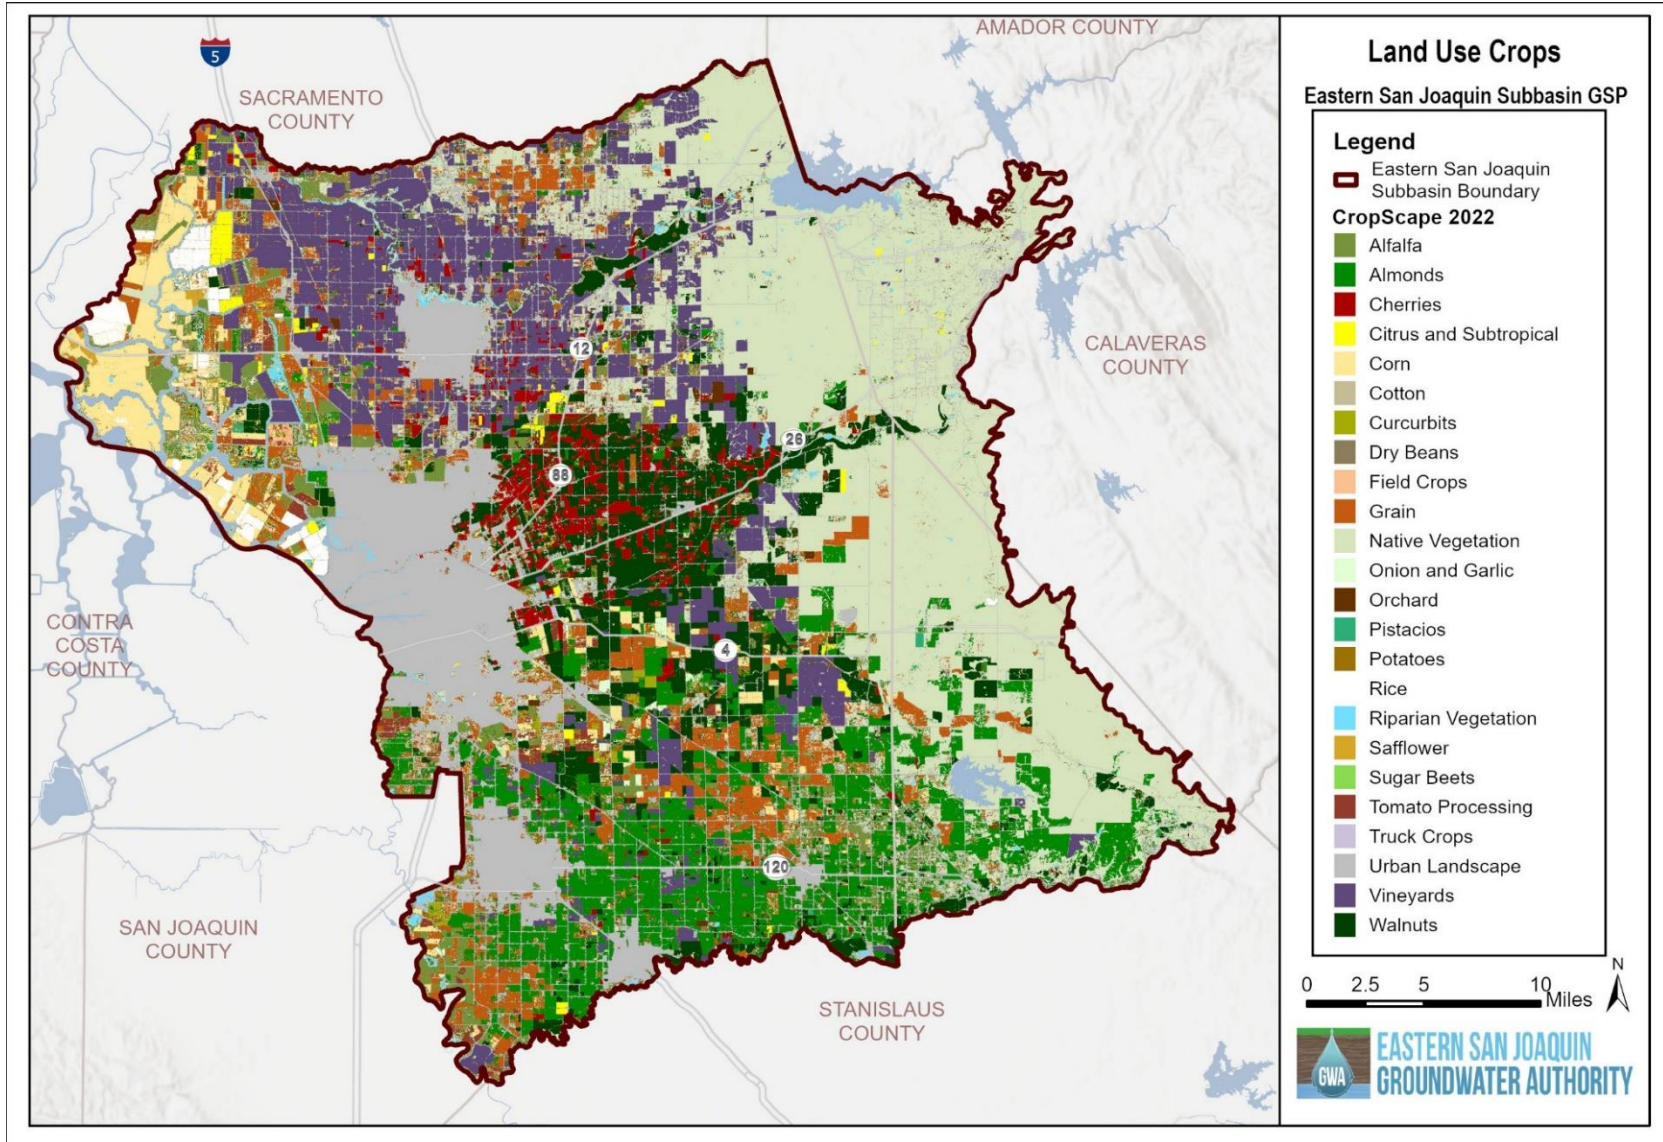 AMADOR COUNTY
5
SACRAMENTO
COUNTY
12
CALAVERAS
COUNTY
26
88
CONTRA
COSTA
COUNTY
4
120
SAN JOAQUIN
COUNTY
STANISLAUS
COUNTY
Land Use Crops
Eastern San Joaquin Subbasin GSP
Legend
Eastern San Joaquin
Subbasin Boundary
CropScape 2022
Alfalfa
Almonds
Cherries
Citrus and Subtropical
Corn
Cotton
Curcurbits
Dry Beans
Field Crops
Grain
Native Vegetation
Onion and Garlic
Orchard
Pistacios
Potatoes
Rice
Riparian Vegetation
Safflower
Sugar Beets
Tomato Processing
Truck Crops
Urban Landscape
Vineyards
Walnuts
N
0 2.5 5 10
Miles
GWA
EASTERN SAN JOAQUIN
GROUNDWATER AUTHORITY